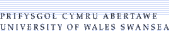 PRIFYSGOL CYMRU ABERTAWE
UNIVERSITY OF WALES SWANSEA